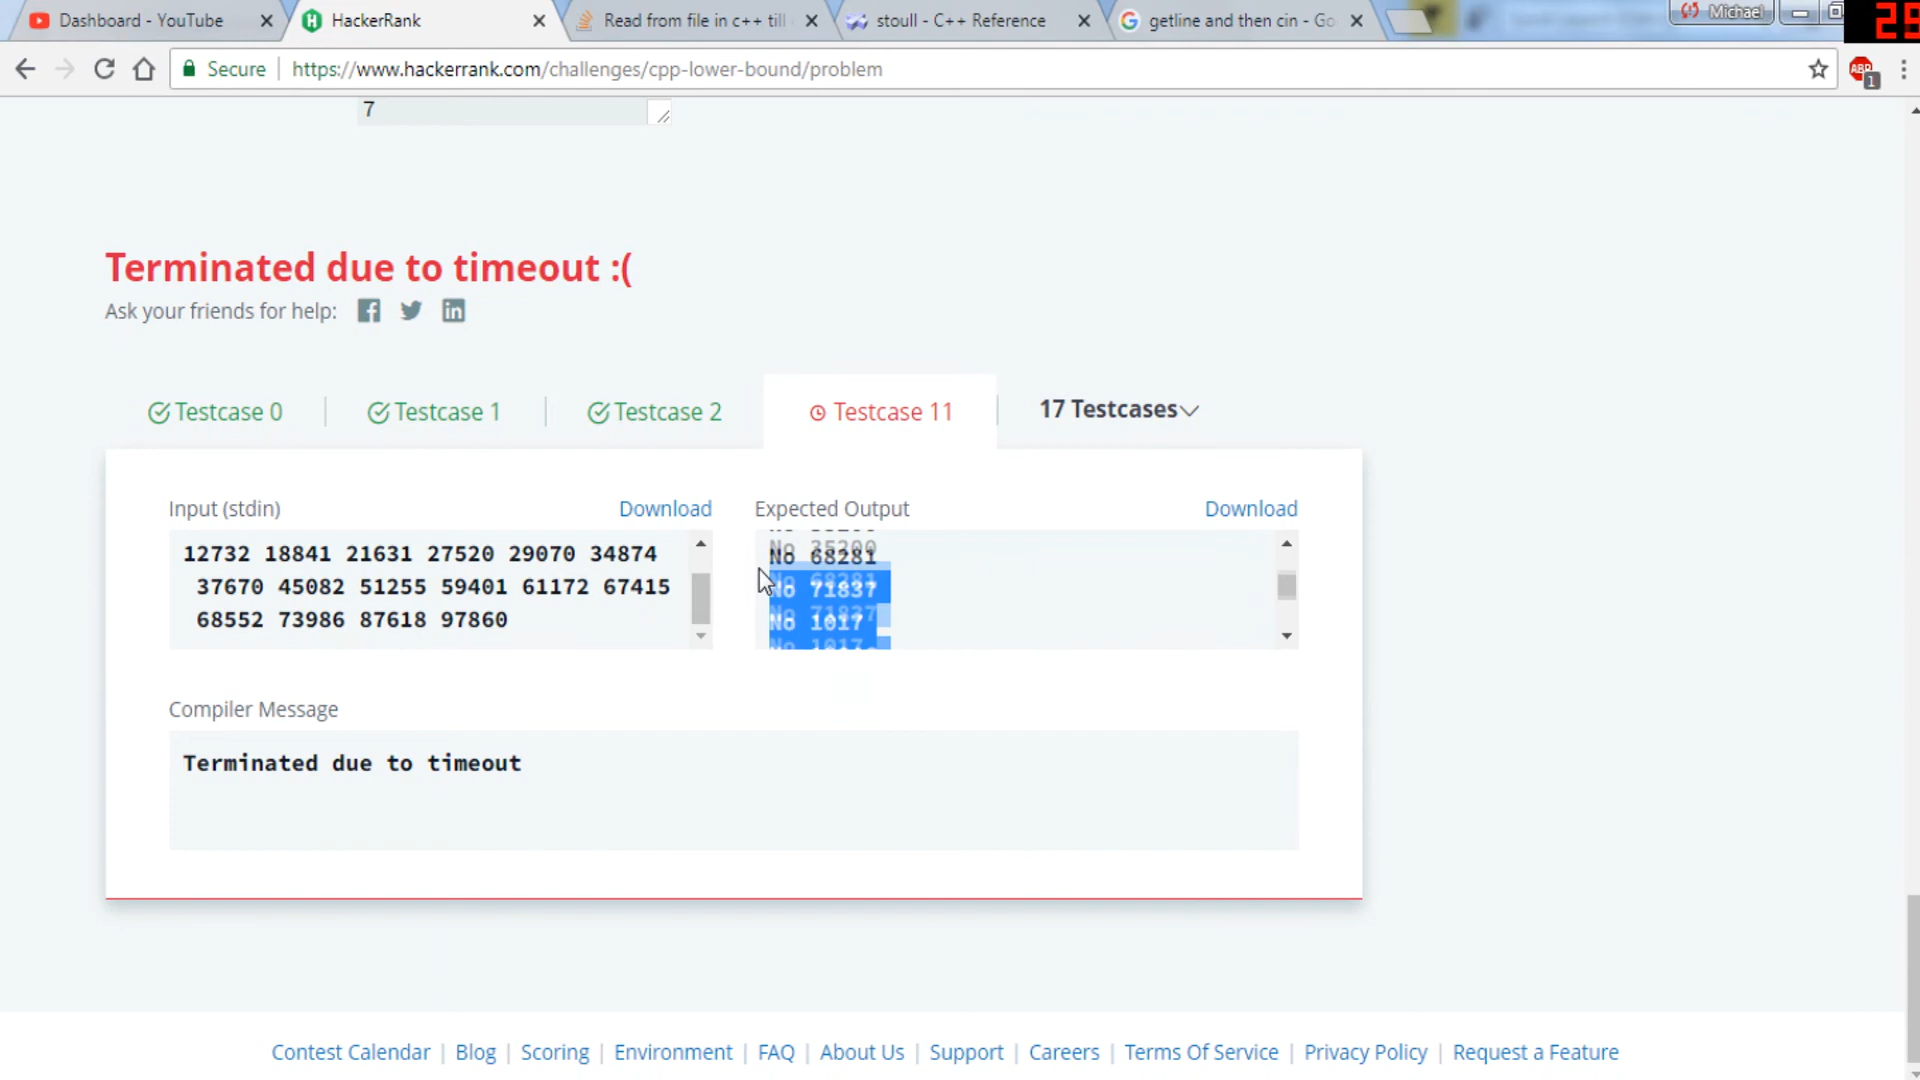 Dashboard - YouTube
HackerRank
Read from file in c++ till
stoull - C++ Reference
getline and then cin - Go
Michael
29
Secure
https://www.hackerrank.com/challenges/cpp-lower-bound/problem
ABP
1
7
Terminated due to timeout :(
Ask your friends for help:
Testcase 0
Testcase 1
Testcase 2
Testcase 11
17 Testcases
Input (stdin)
Download
Expected Output
Download
12732 18841 21631 27520 29070 34874
37670 45082 51255 59401 61172 67415
68552 73986 87618 97860
No 35200
No 68281
No 71837
No 1017
Compiler Message
Terminated due to timeout
Contest Calendar | Blog | Scoring | Environment | FAQ | About Us | Support | Careers | Terms Of Service | Privacy Policy | Request a Feature